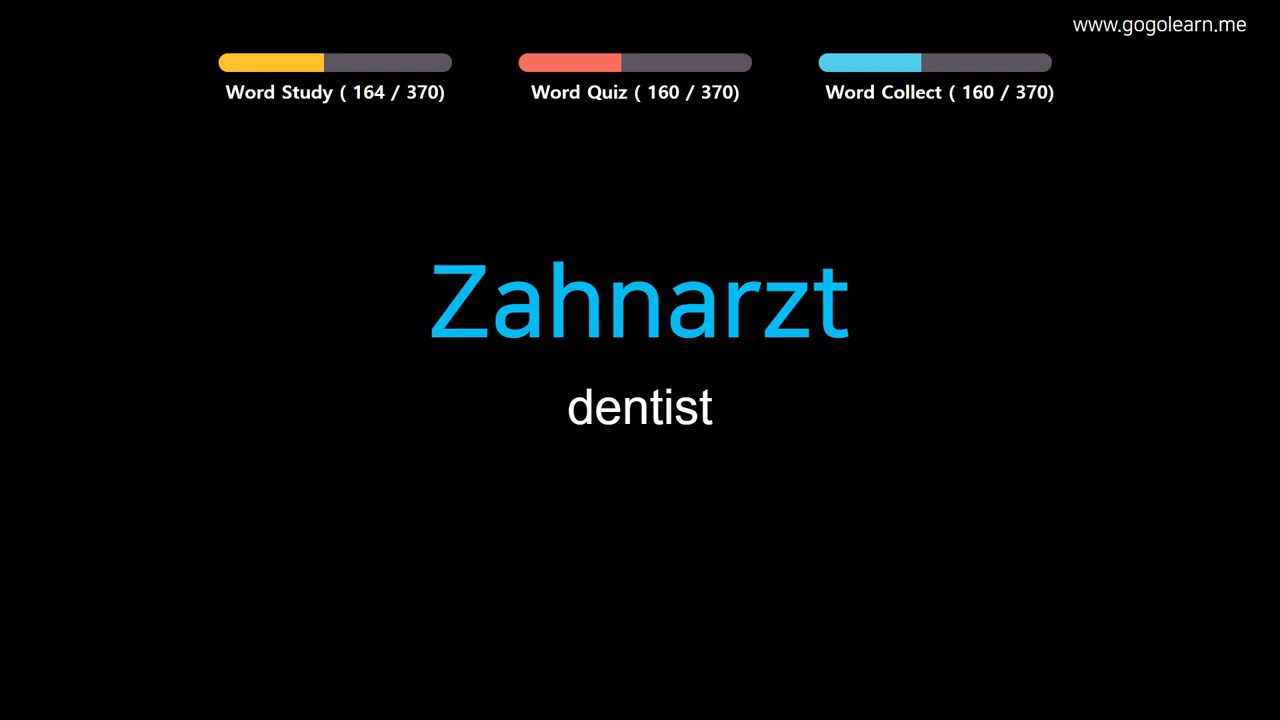 www.gogolearn.me
Word Study ( 164 / 370)
Word Quiz ( 160 / 370)
Word Collect ( 160 / 370)
Zahnarzt
dentist